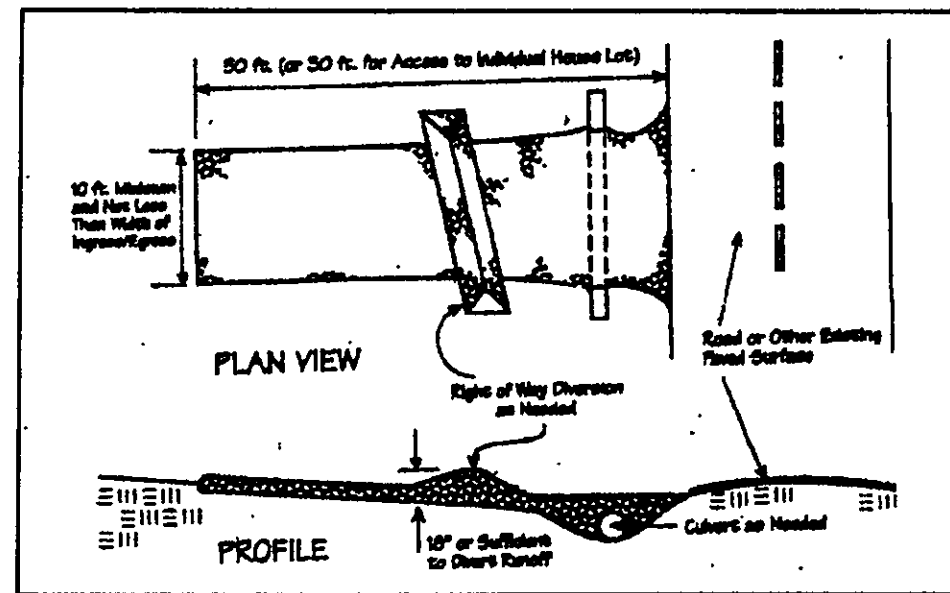 50 ft. (or 30 ft. for Access to Individual House Lot)
10 ft. Minimum
and Not Less
Than Width of
Ingress/Egress
PLAN VIEW
Right of Way Diversion
as Needed
Road or Other Existing
Paved Surface
Culvert as Needed
18" or Sufficient
to Divert Runoff
PROFILE